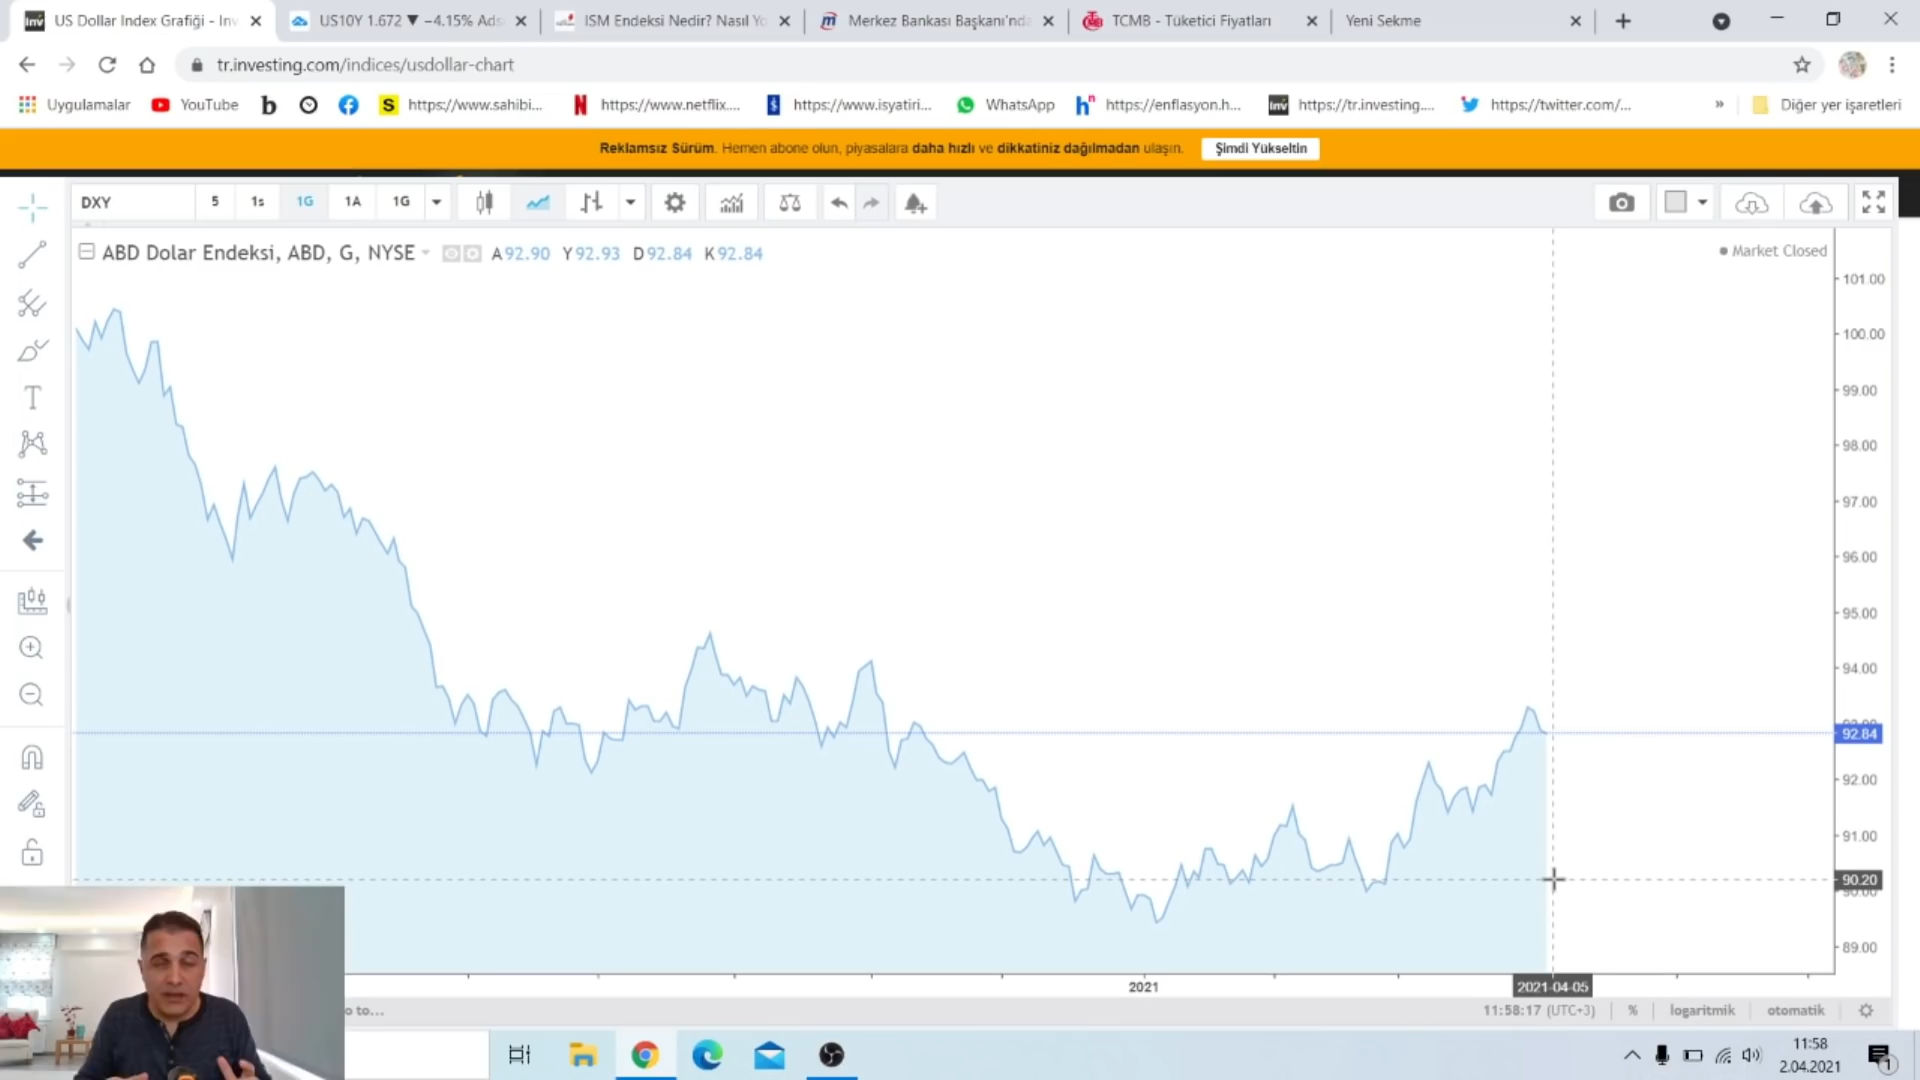 US Dollar Index Grafiği - Inv
US10Y 1.672 ▼ −4.15% Ads
ISM Endeksi Nedir? Nasıl Yo
Merkez Bankası Başkanı'nda
TCMB - Tüketici Fiyatları
Yeni Sekme
tr.investing.com/indices/usdollar-chart
Uygulamalar
YouTube
https://www.sahibi...
https://www.netflix....
https://www.isyatiri...
WhatsApp
https://enflasyon.h...
https://tr.investing....
https://twitter.com/...
»
Diğer yer işaretleri
Reklamsız Sürüm. Hemen abone olun, piyasalara daha hızlı ve dikkatiniz dağılmadan ulaşın.
Şimdi Yükseltin
DXY 5 1s 1G 1A 1G
ABD Dolar Endeksi, ABD, G, NYSE A92.90 Y92.93 D92.84 K92.84
Market Closed
101.00
100.00
99.00
98.00
97.00
96.00
95.00
94.00
92.84
92.00
91.00
90.20
89.00
2021
2021-04-05
o to...
11:58:17 (UTC+3) % logaritmik otomatik
11:58
2.04.2021
1